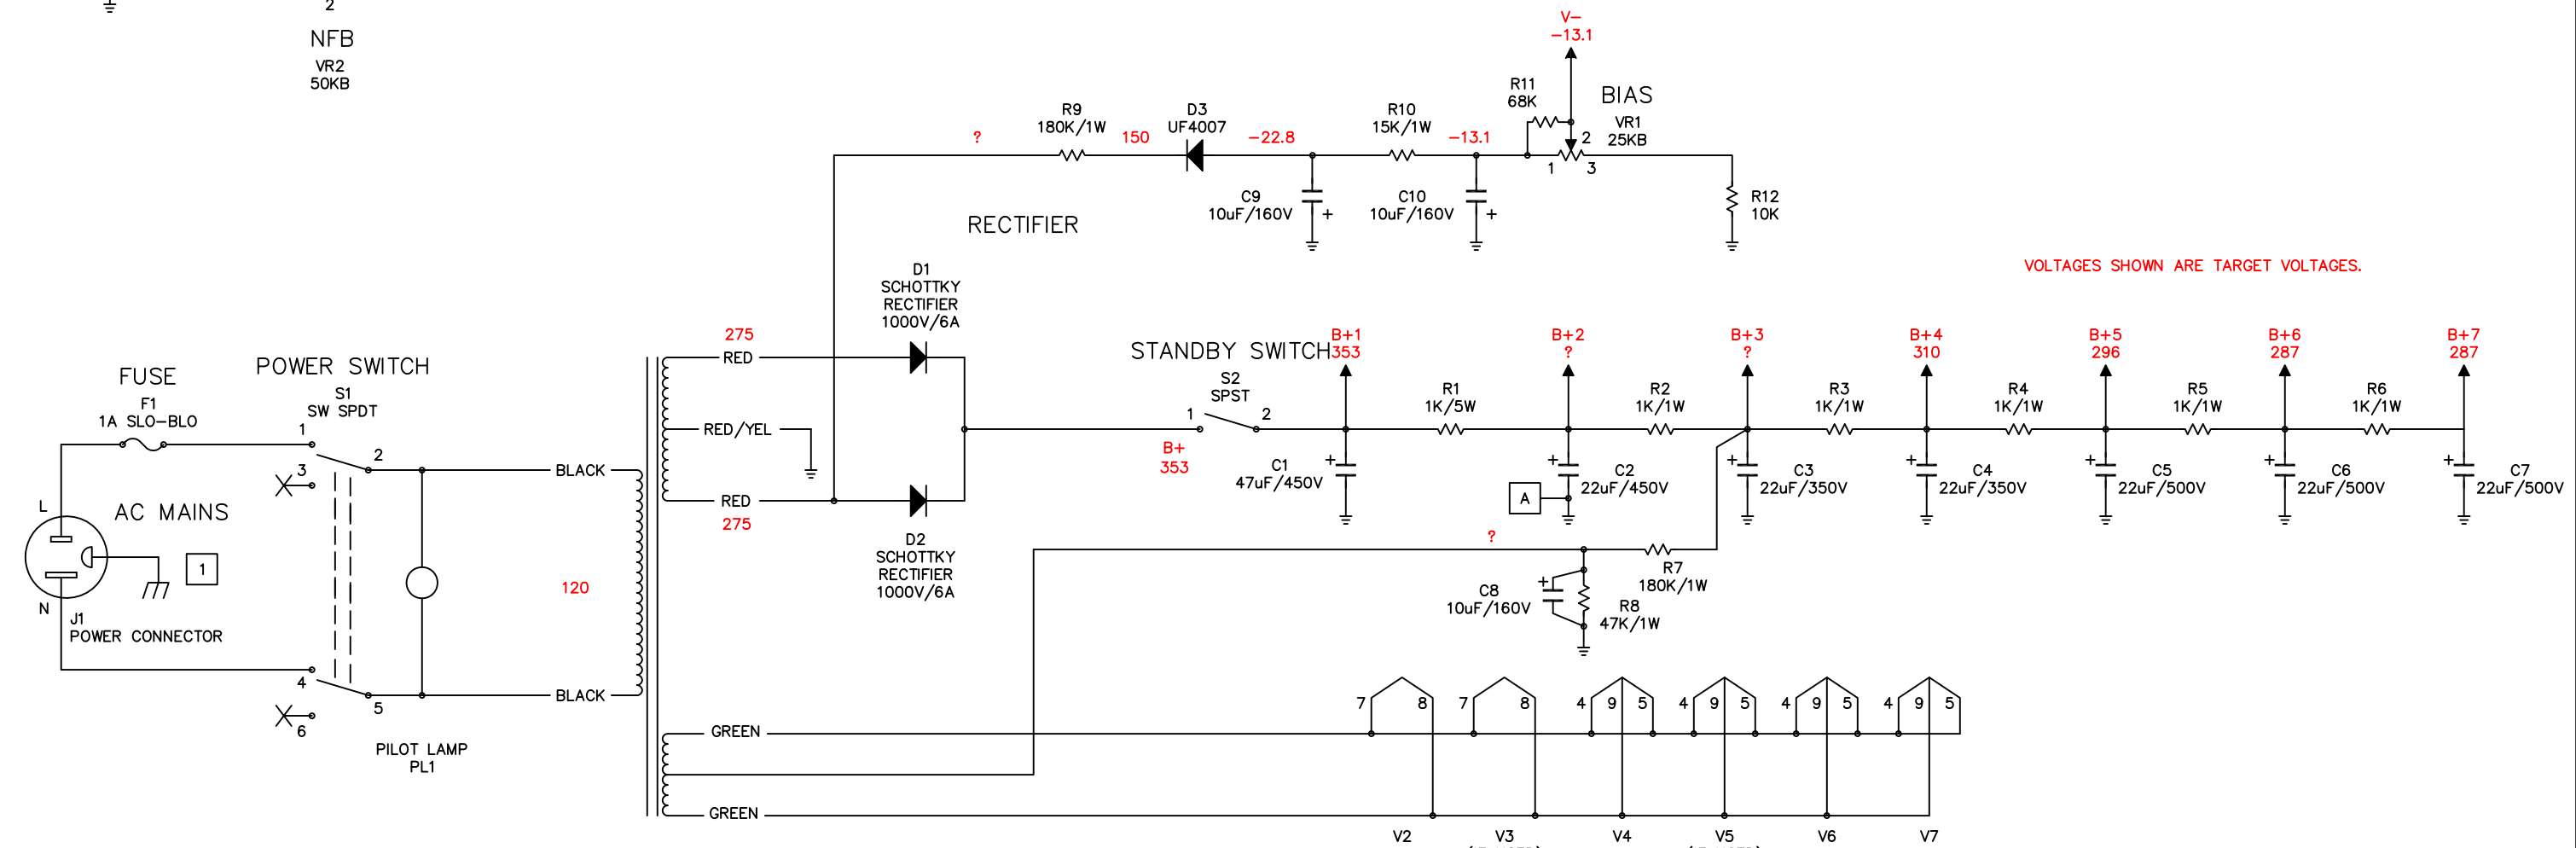 2
NFB
VR2
50KB
V-
-13.1
R11
68K
BIAS
VR1
25KB
2
1
3
R9
180K/1W
?
150
D3
UF4007
-22.8
R10
15K/1W
-13.1
C9
10uF/160V
+
C10
10uF/160V
+
R12
10K
RECTIFIER
VOLTAGES SHOWN ARE TARGET VOLTAGES.
D1
SCHOTTKY
RECTIFIER
1000V/6A
275
RED
RED/YEL
RED
275
D2
SCHOTTKY
RECTIFIER
1000V/6A
FUSE
F1
1A SLO-BLO
POWER SWITCH
S1
SW SPDT
1
2
3
4
5
6
L
N
AC MAINS
1
J1
POWER CONNECTOR
PILOT LAMP
PL1
BLACK
120
BLACK
STANDBY SWITCH
S2
SPST
1
2
B+
353
B+1
353
B+2
?
B+3
?
B+4
310
B+5
296
B+6
287
B+7
287
R1
1K/5W
R2
1K/1W
R3
1K/1W
R4
1K/1W
R5
1K/1W
R6
1K/1W
+
C1
47uF/450V
+
C2
22uF/450V
A
+
C3
22uF/350V
+
C4
22uF/350V
+
C5
22uF/500V
+
C6
22uF/500V
+
C7
22uF/500V
?
R7
180K/1W
+
C8
10uF/160V
R8
47K/1W
GREEN
GREEN
7
8
7
8
4
9
5
4
9
5
4
9
5
4
9
5
V2
V3
V4
V5
V6
V7